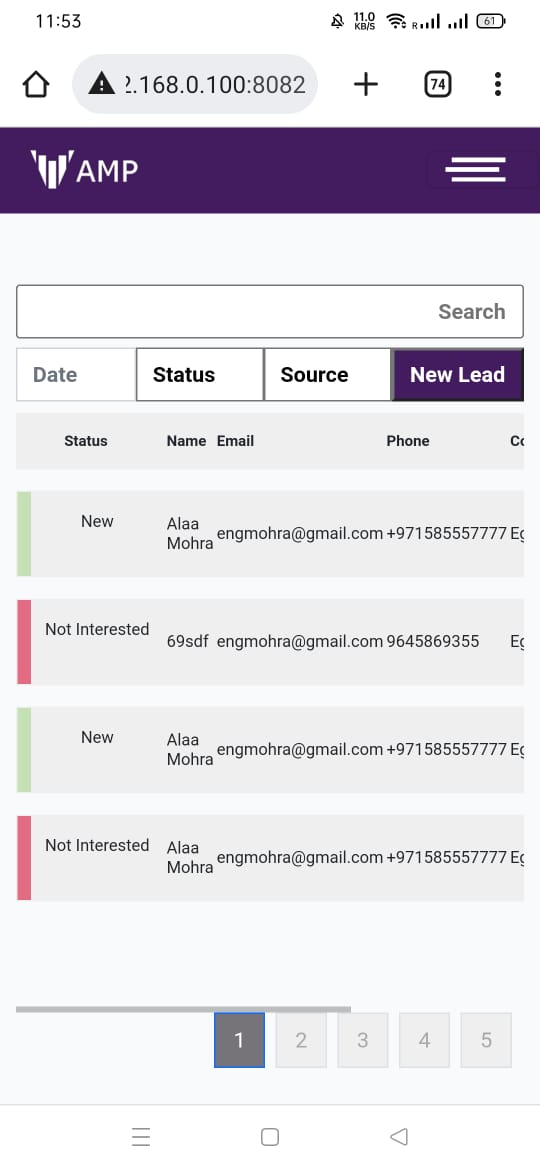 11:53
11.0
KB/S
R
61
2.168.0.100:8082
74
AMP
Search
Date Status Source New Lead
Status Name Email Phone Co
New Alaa Mohra engmohra@gmail.com +971585557777 Eg
Not Interested 69sdf engmohra@gmail.com 9645869355 Eg
New Alaa Mohra engmohra@gmail.com +971585557777 Eg
Not Interested Alaa Mohra engmohra@gmail.com +971585557777 Eg
1 2 3 4 5